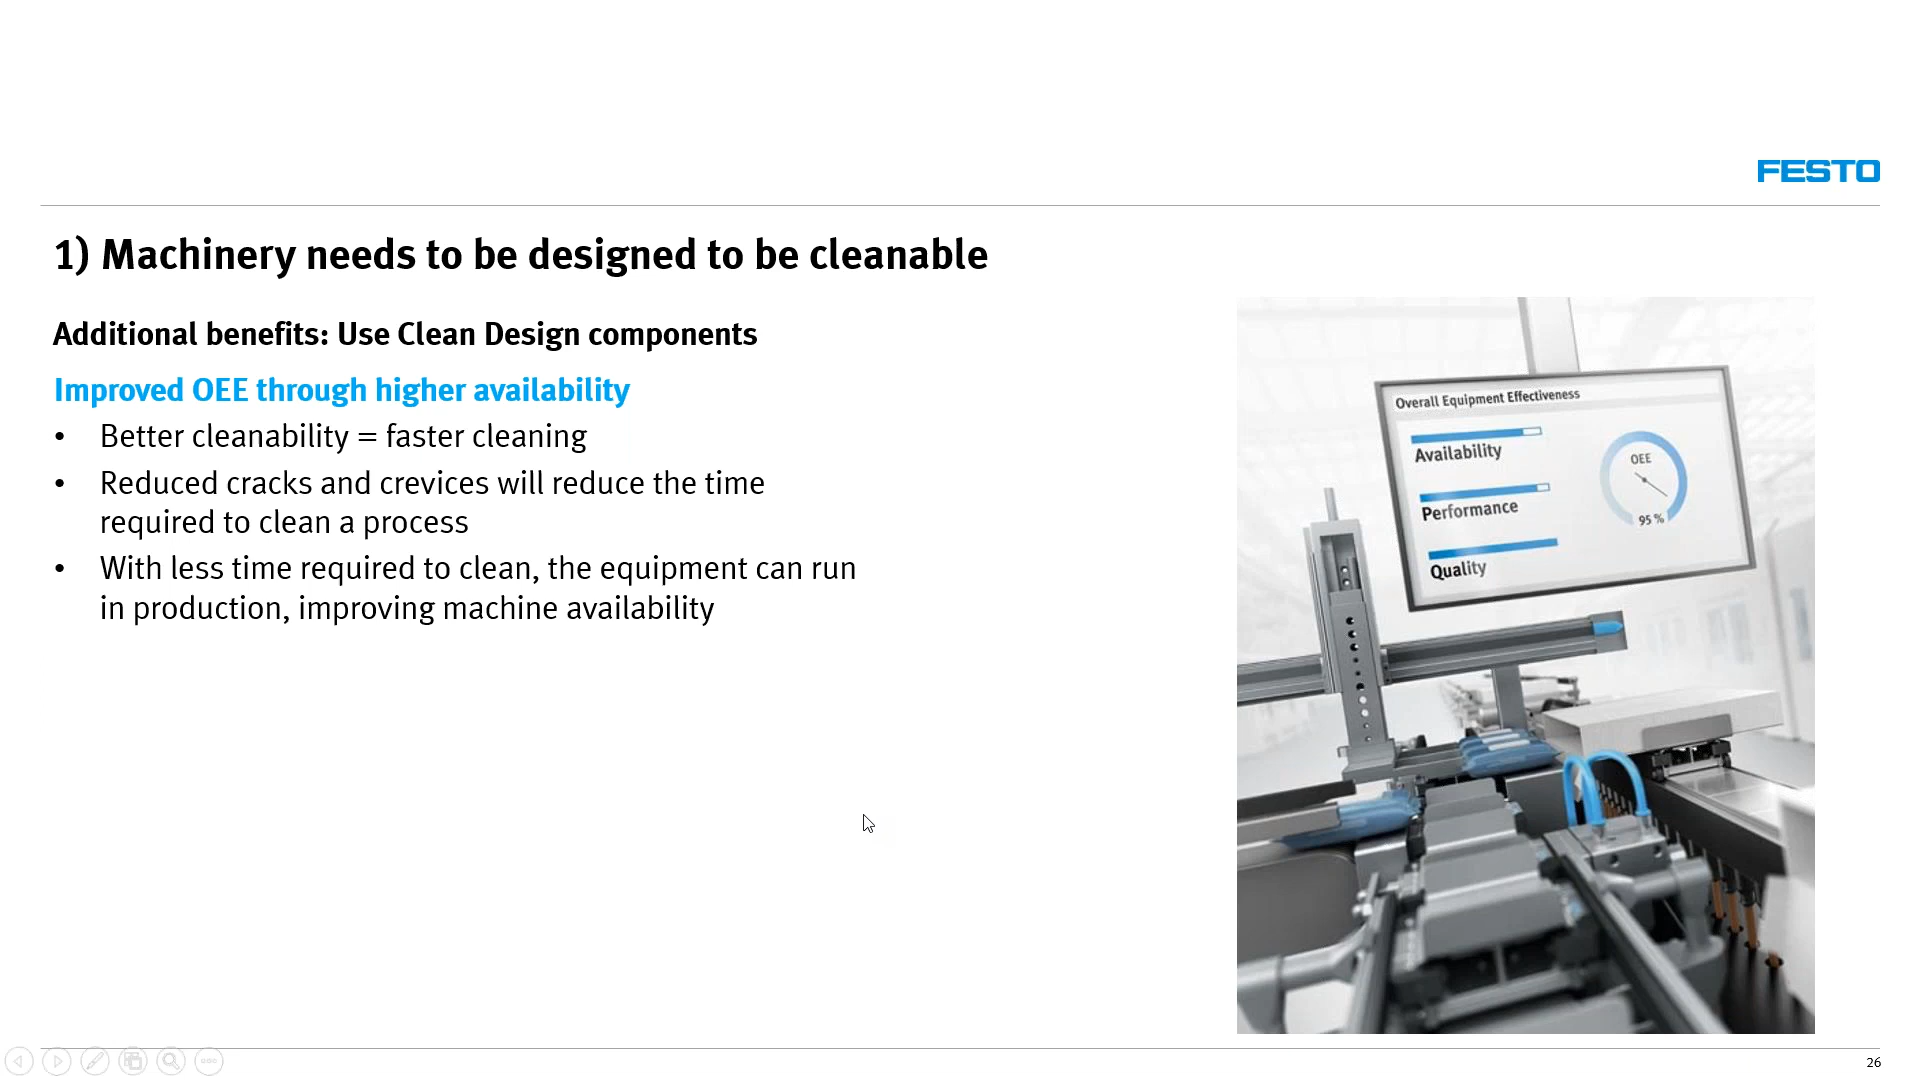 FESTO
1) Machinery needs to be designed to be cleanable
Additional benefits: Use Clean Design components
Improved OEE through higher availability
• Better cleanability = faster cleaning
• Reduced cracks and crevices will reduce the time
required to clean a process
• With less time required to clean, the equipment can run
in production, improving machine availability
Overall Equipment Effectiveness
Availability
Performance
Quality
OEE
95 %
26